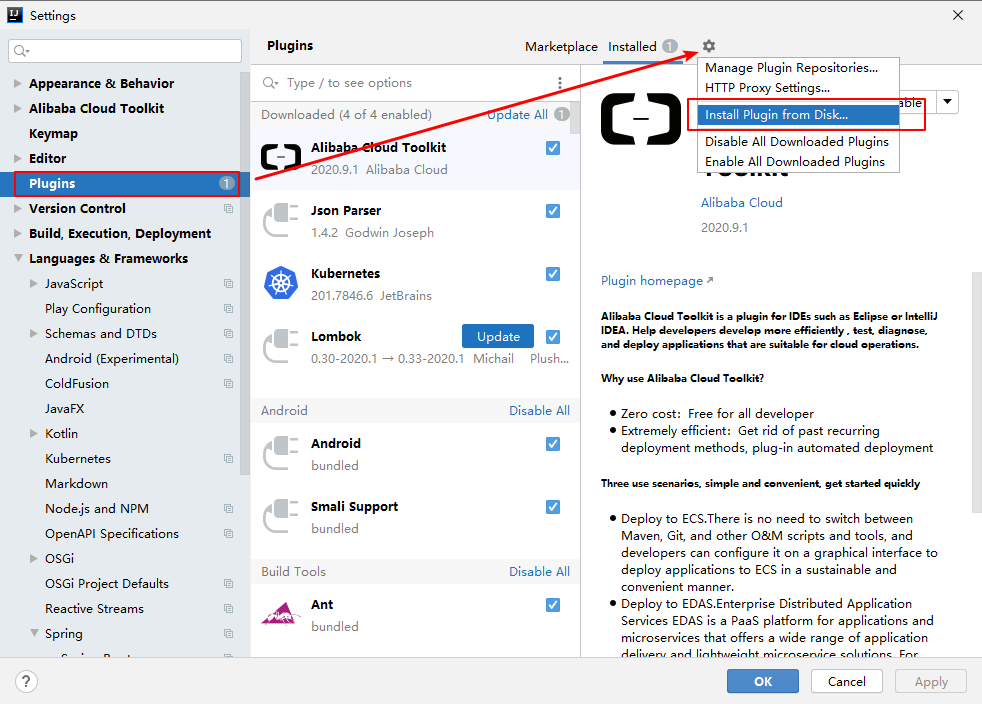 Settings
Appearance & Behavior
Alibaba Cloud Toolkit
Keymap
Editor
Plugins 1
Version Control
Build, Execution, Deployment
Languages & Frameworks
JavaScript
Play Configuration
Schemas and DTDs
Android (Experimental)
ColdFusion
JavaFX
Kotlin
Kubernetes
Markdown
Node.js and NPM
OpenAPI Specifications
OSGi
OSGi Project Defaults
Reactive Streams
Spring
Plugins
Marketplace Installed 1
Type / to see options
Downloaded (4 of 4 enabled) Update All 1
Alibaba Cloud Toolkit
2020.9.1 Alibaba Cloud
Json Parser
1.4.2 Godwin Joseph
Kubernetes
201.7846.6 JetBrains
Lombok Update
0.30-2020.1 → 0.33-2020.1 Michail Plush...
Android Disable All
Android
bundled
Smali Support
bundled
Build Tools Disable All
Ant
bundled
Manage Plugin Repositories...
HTTP Proxy Settings...
Install Plugin from Disk...
Disable All Downloaded Plugins
Enable All Downloaded Plugins
able
Toolkit
Alibaba Cloud
2020.9.1
Plugin homepage ↗
Alibaba Cloud Toolkit is a plugin for IDEs such as Eclipse or IntelliJ
IDEA. Help developers develop more efficiently , test, diagnose,
and deploy applications that are suitable for cloud operations.
Why use Alibaba Cloud Toolkit?
● Zero cost: Free for all developer
● Extremely efficient: Get rid of past recurring
deployment methods, plug-in automated deployment
Three use scenarios, simple and convenient, get started quickly
● Deploy to ECS.There is no need to switch between
Maven, Git, and other O&M scripts and tools, and
developers can configure it on a graphical interface to
deploy applications to ECS in a sustainable and
convenient manner.
● Deploy to EDAS.Enterprise Distributed Application
Services EDAS is a PaaS platform for applications and
microservices that offers a wide range of application
delivery and lightweight microservice solutions. For
? OK Cancel Apply